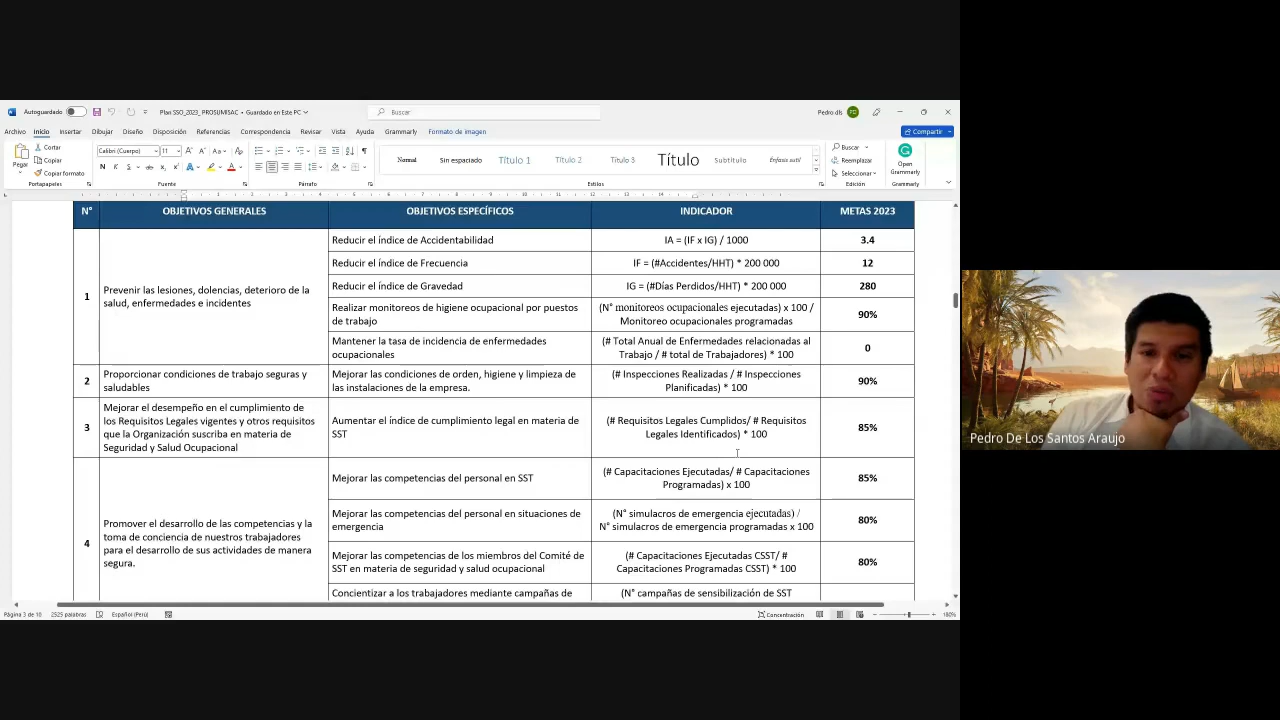 Autoguardado
Plan SSO_2023_PROSUMISAC • Guardado en Este PC
Buscar
Pedro dls
PD
Archivo Inicio Insertar Dibujar Diseño Disposición Referencias Correspondencia Revisar Vista Ayuda Grammarly Formato de imagen
Compartir
Pegar
Cortar
Copiar
Copiar formato
Portapapeles
Calibri (Cuerpo) 11
Fuente
Párrafo
Normal
Sin espaciado
Título 1
Título 2
Título 3
Título
Subtítulo
Énfasis sutil
Estilos
Buscar
Reemplazar
Seleccionar
Edición
Open Grammarly
Grammarly
N° OBJETIVOS GENERALES OBJETIVOS ESPECÍFICOS INDICADOR METAS 2023
1
Prevenir las lesiones, dolencias, deterioro de la
salud, enfermedades e incidentes
Reducir el índice de Accidentabilidad
IA = (IF x IG) / 1000
3.4
Reducir el índice de Frecuencia
IF = (#Accidentes/HHT) * 200 000
12
Reducir el índice de Gravedad
IG = (#Días Perdidos/HHT) * 200 000
280
Realizar monitoreos de higiene ocupacional por puestos
de trabajo
(N° monitoreos ocupacionales ejecutadas) x 100 /
Monitoreo ocupacionales programadas
90%
Mantener la tasa de incidencia de enfermedades
ocupacionales
(# Total Anual de Enfermedades relacionadas al
Trabajo / # total de Trabajadores) * 100
0
2
Proporcionar condiciones de trabajo seguras y
saludables
Mejorar las condiciones de orden, higiene y limpieza de
las instalaciones de la empresa.
(# Inspecciones Realizadas / # Inspecciones
Planificadas) * 100
90%
3
Mejorar el desempeño en el cumplimiento de
los Requisitos Legales vigentes y otros requisitos
que la Organización suscriba en materia de
Seguridad y Salud Ocupacional
Aumentar el índice de cumplimiento legal en materia de
SST
(# Requisitos Legales Cumplidos/ # Requisitos
Legales Identificados) * 100
85%
4
Promover el desarrollo de las competencias y la
toma de conciencia de nuestros trabajadores
para el desarrollo de sus actividades de manera
segura.
Mejorar las competencias del personal en SST
(# Capacitaciones Ejecutadas/ # Capacitaciones
Programadas) x 100
85%
Mejorar las competencias del personal en situaciones de
emergencia
(N° simulacros de emergencia ejecutadas) /
N° simulacros de emergencia programadas x 100
80%
Mejorar las competencias de los miembros del Comité de
SST en materia de seguridad y salud ocupacional
(# Capacitaciones Ejecutadas CSST/ #
Capacitaciones Programadas CSST) * 100
80%
Concientizar a los trabajadores mediante campañas de
(N° campañas de sensibilización de SST
Página 3 de 10
2525 palabras
Español (Perú)
Concentración
180%
Pedro De Los Santos Araujo